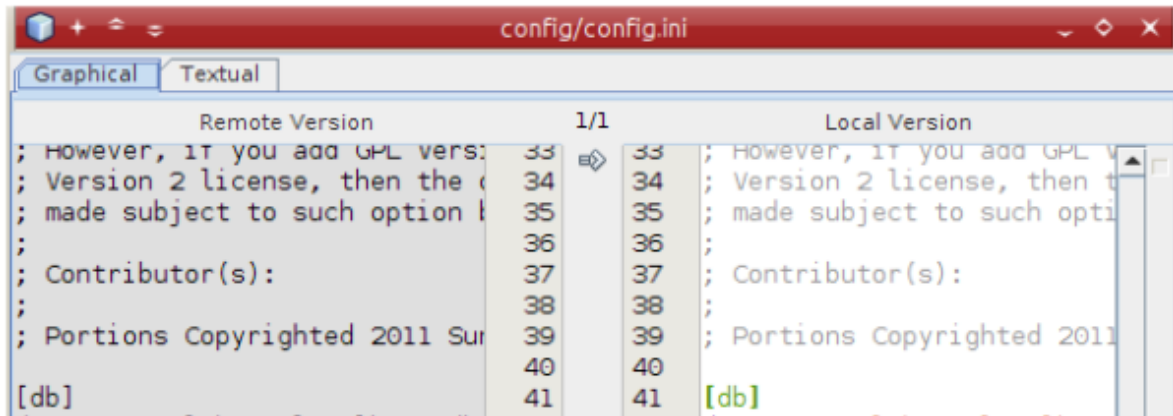 config/config.ini
Graphical Textual
Remote Version 1/1 Local Version
; However, if you add GPL Versi 33 33 ; However, if you add GPL V
; Version 2 license, then the 34 34 ; Version 2 license, then t
; made subject to such option 35 35 ; made subject to such opti
; 36 36 ;
; Contributor(s): 37 37 ; Contributor(s):
; 38 38 ;
; Portions Copyrighted 2011 Sun 39 39 ; Portions Copyrighted 2011
40 40
[db] 41 41 [db]